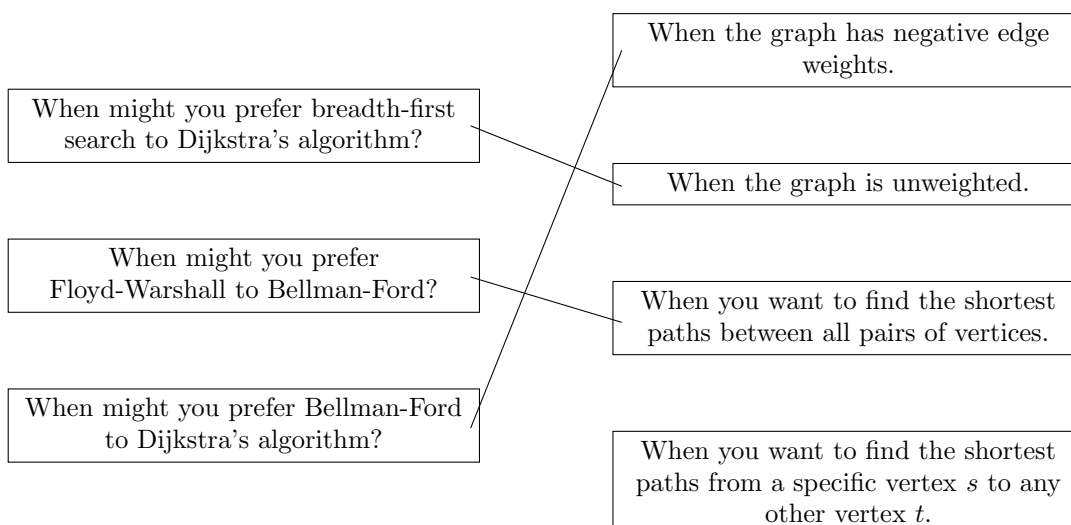 When might you prefer breadth-first
search to Dijkstra's algorithm?
When might you prefer
Floyd-Warshall to Bellman-Ford?
When might you prefer Bellman-Ford
to Dijkstra's algorithm?
When the graph has negative edge
weights.
When the graph is unweighted.
When you want to find the shortest
paths between all pairs of vertices.
When you want to find the shortest
paths from a specific vertex s to any
other vertex t.